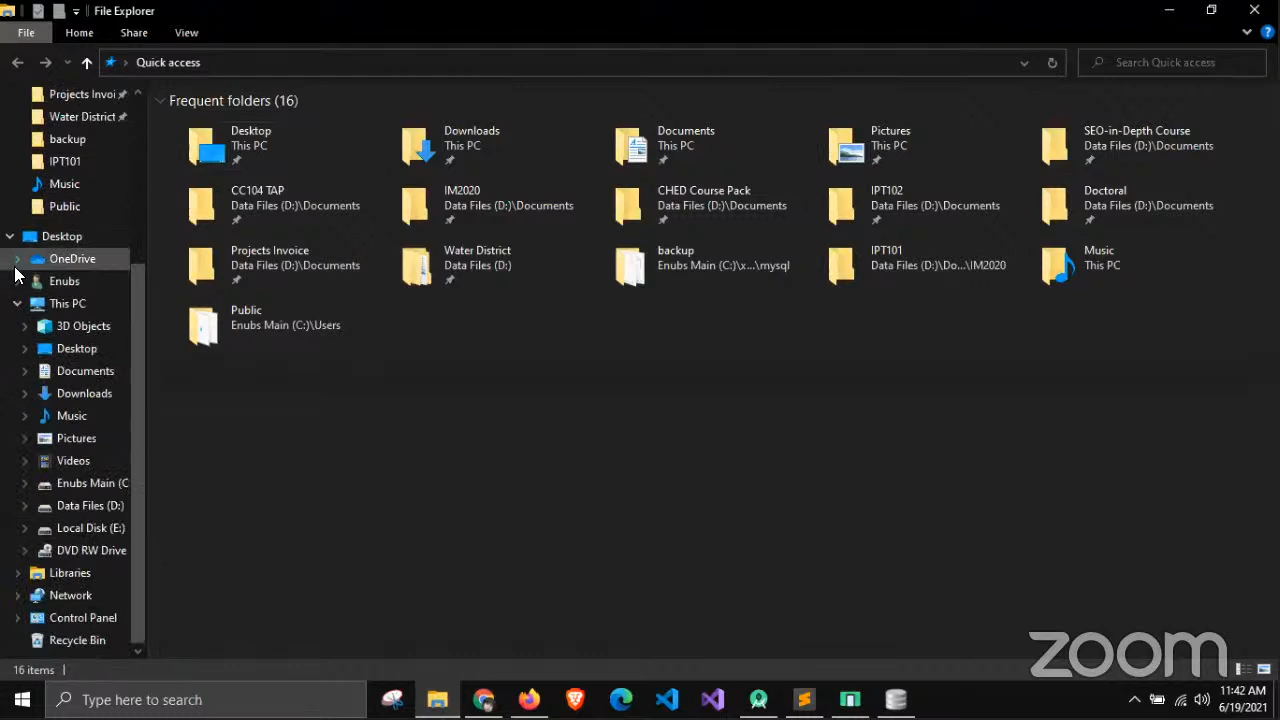 File Explorer
File Home Share View
Quick access
Search Quick access
Projects Invoi
Water District
backup
IPT101
Music
Public
Desktop
OneDrive
Enubs
This PC
3D Objects
Desktop
Documents
Downloads
Music
Pictures
Videos
Enubs Main (C
Data Files (D:)
Local Disk (E:)
DVD RW Drive
Libraries
Network
Control Panel
Recycle Bin
Frequent folders (16)
Desktop
This PC
Downloads
This PC
Documents
This PC
Pictures
This PC
SEO-in-Depth Course
Data Files (D:)\Documents
CC104 TAP
Data Files (D:)\Documents
IM2020
Data Files (D:)\Documents
CHED Course Pack
Data Files (D:)\Documents
IPT102
Data Files (D:)\Documents
Doctoral
Data Files (D:)\Documents
Projects Invoice
Data Files (D:)\Documents
Water District
Data Files (D:)
backup
Enubs Main (C:)\x...\mysql
IPT101
Data Files (D:)\Do...\IM2020
Music
This PC
Public
Enubs Main (C:)\Users
zoom
16 items
Type here to search
11:42 AM
6/19/2021